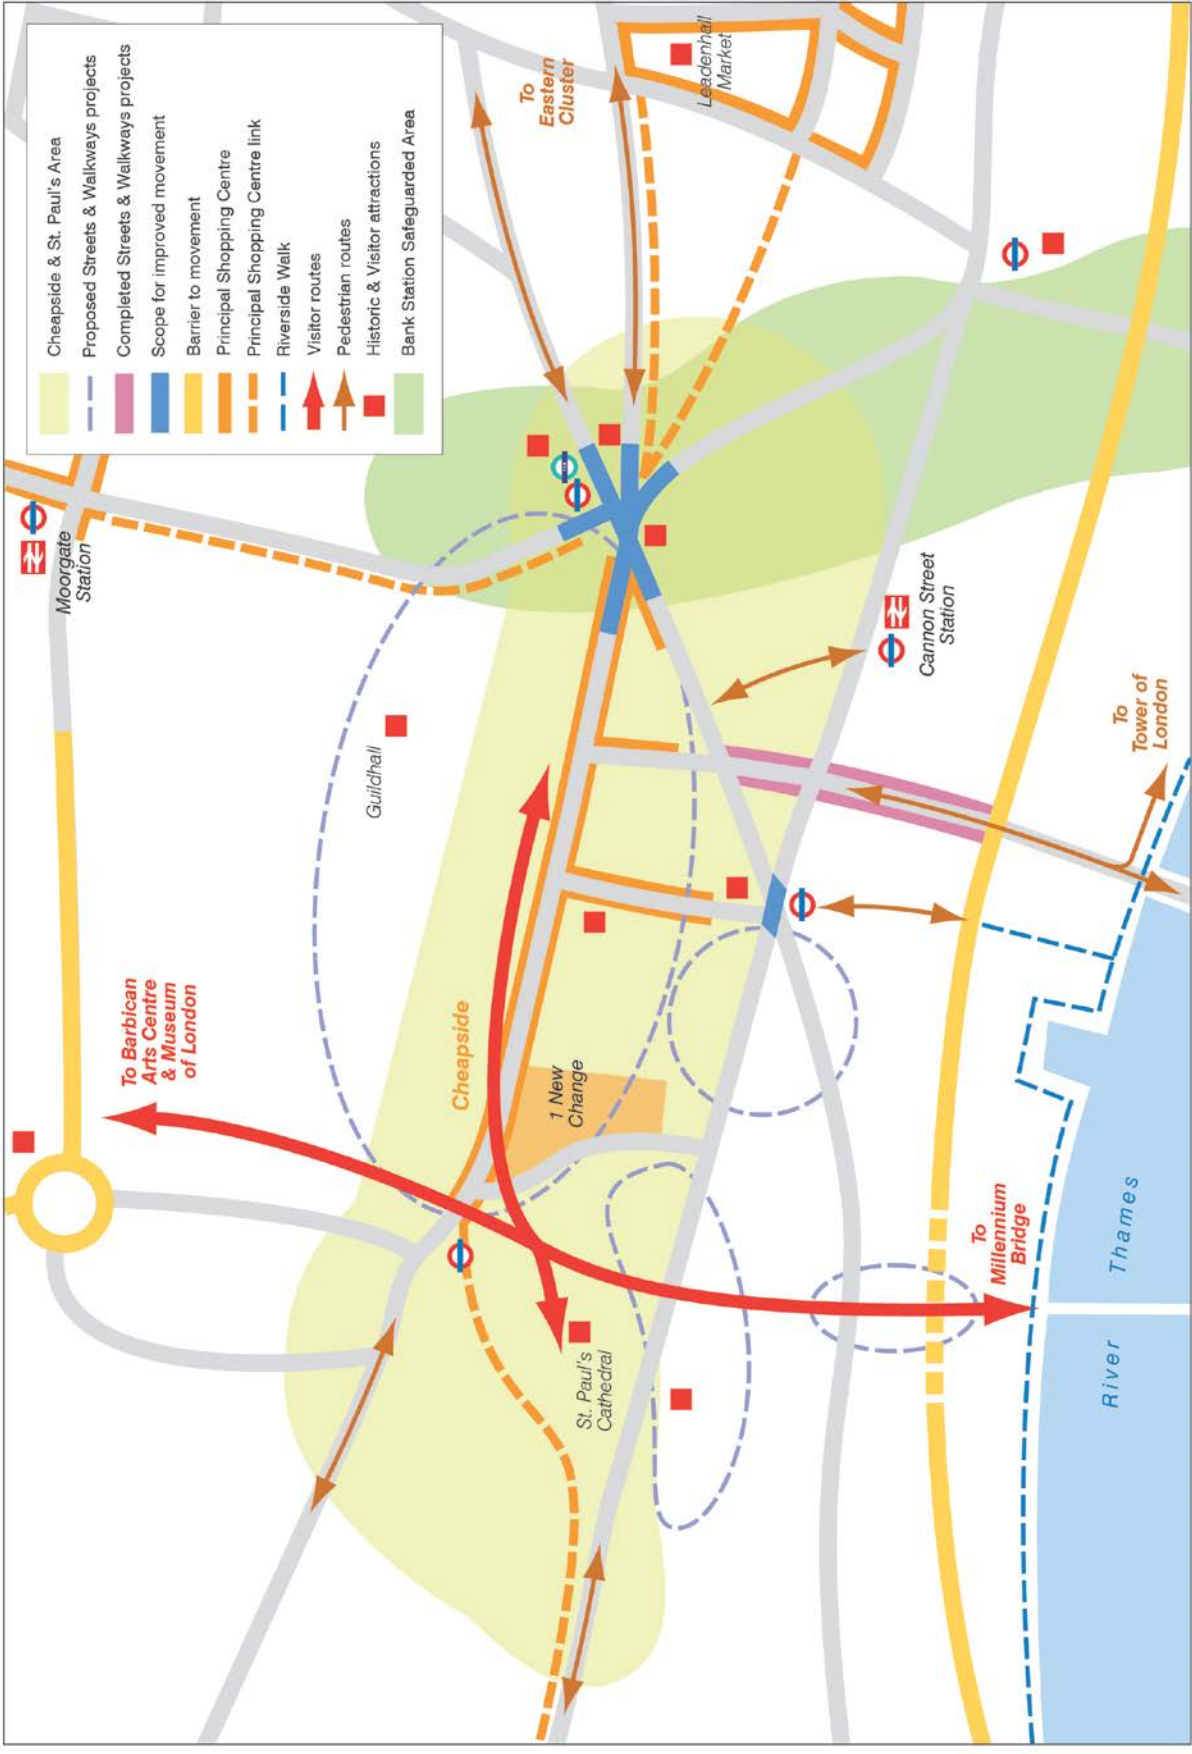 Cheapside & St. Paul's Area
Proposed Streets & Walkways projects
Completed Streets & Walkways projects
Scope for improved movement
Barrier to movement
Principal Shopping Centre
Principal Shopping Centre link
Riverside Walk
Visitor routes
Pedestrian routes
Historic & Visitor attractions
Bank Station Safeguarded Area
Moorgate
Station
To Barbican
Arts Centre
& Museum
of London
Guildhall
To
Eastern
Cluster
Leadenhall
Market
Cheapside
1 New
Change
St. Paul's
Cathedral
Cannon Street
Station
To
Millennium
Bridge
To
Tower of
London
River Thames